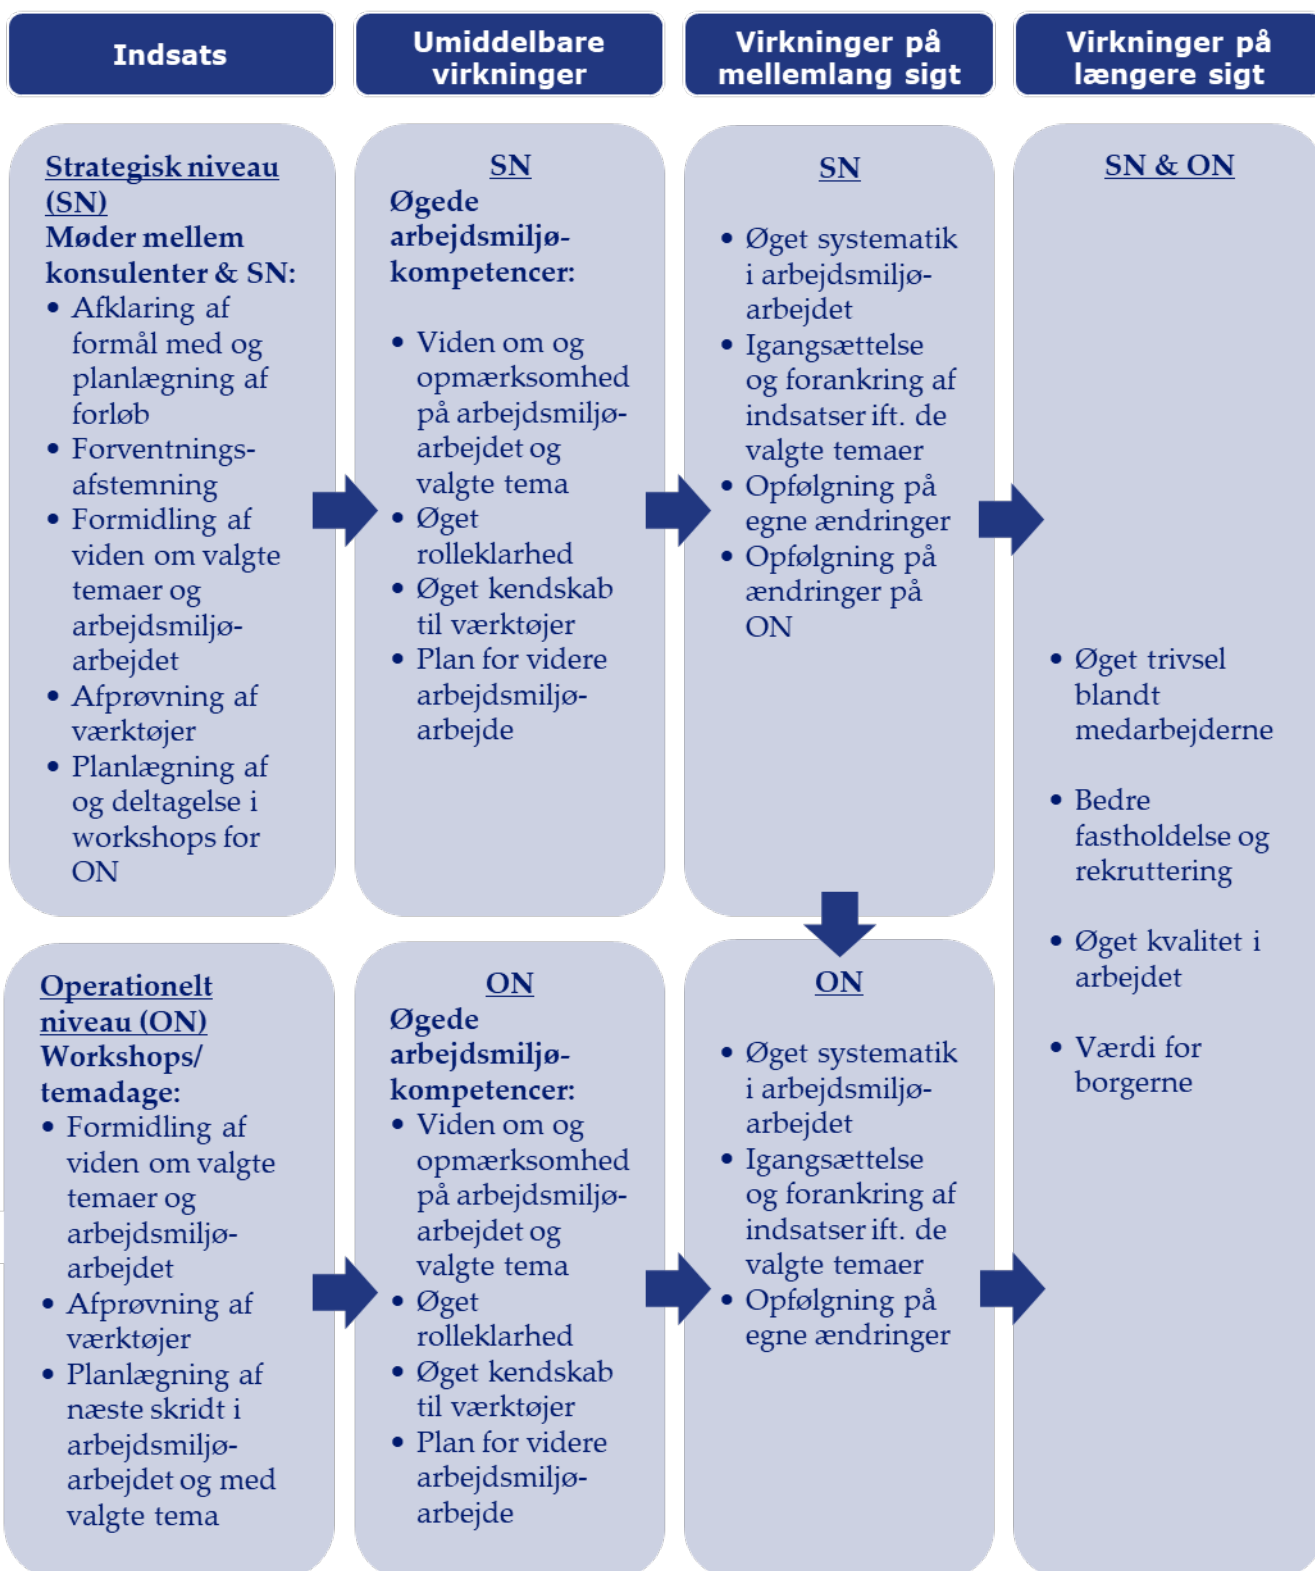 Indsats
Umiddelbare
virkninger
Virkninger på
mellemlang sigt
Virkninger på
længere sigt
Strategisk niveau
(SN)
Møder mellem
konsulenter & SN:
• Afklaring af
formål med og
planlægning af
forløb
• Forventnings-
afstemning
• Formidling af
viden om valgte
temaer og
arbejdsmiljø-
arbejdet
• Afprøvning af
værktøjer
• Planlægning af
og deltagelse i
workshops for
ON
SN
Øgede
arbejdsmiljø-
kompetencer:
• Viden om og
opmærksomhed
på arbejdsmiljø-
arbejdet og
valgte tema
• Øget
rolleklarhed
• Øget kendskab
til værktøjer
• Plan for videre
arbejdsmiljø-
arbejde
SN
• Øget systematik
i arbejdsmiljø-
arbejdet
• Igangsættelse
og forankring af
indsatser ift. de
valgte temaer
• Opfølgning på
egne ændringer
• Opfølgning på
ændringer på
ON
SN & ON
• Øget trivsel
blandt
medarbejderne
• Bedre
fastholdelse og
rekruttering
• Øget kvalitet i
arbejdet
• Værdi for
borgerne
Operationelt
niveau (ON)
Workshops/
temadage:
• Formidling af
viden om valgte
temaer og
arbejdsmiljø-
arbejdet
• Afprøvning af
værktøjer
• Planlægning af
næste skridt i
arbejdsmiljø-
arbejdet og med
valgte tema
ON
Øgede
arbejdsmiljø-
kompetencer:
• Viden om og
opmærksomhed
på arbejdsmiljø-
arbejdet og
valgte tema
• Øget
rolleklarhed
• Øget kendskab
til værktøjer
• Plan for videre
arbejdsmiljø-
arbejde
ON
• Øget systematik
i arbejdsmiljø-
arbejdet
• Igangsættelse
og forankring af
indsatser ift. de
valgte temaer
• Opfølgning på
egne ændringer